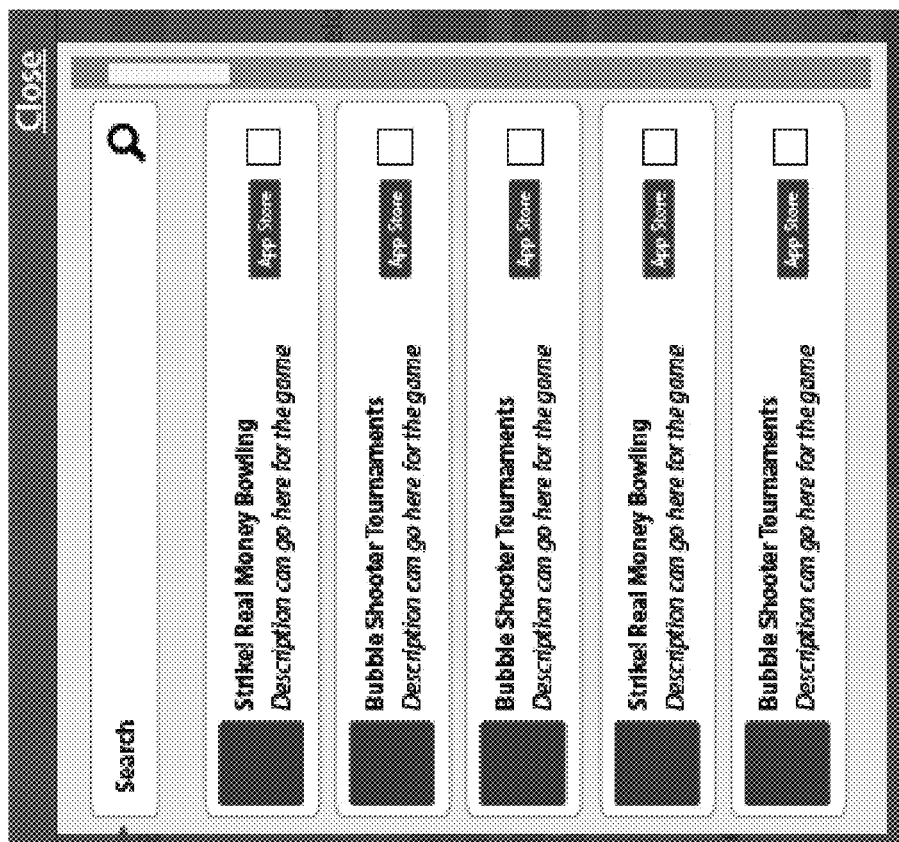 Close
Search
Strike! Real Money Bowling
Description can go here for the game
App Store
Bubble Shooter Tournaments
Description can go here for the game
App Store
Bubble Shooter Tournaments
Description can go here for the game
App Store
Strike! Real Money Bowling
Description can go here for the game
App Store
Bubble Shooter Tournaments
Description can go here for the game
App Store